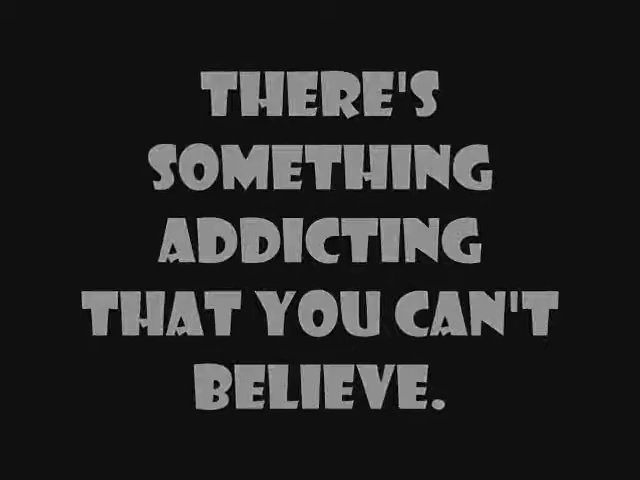 THERE'S
SOMETHING
ADDICTING
THAT YOU CAN'T
BELIEVE.